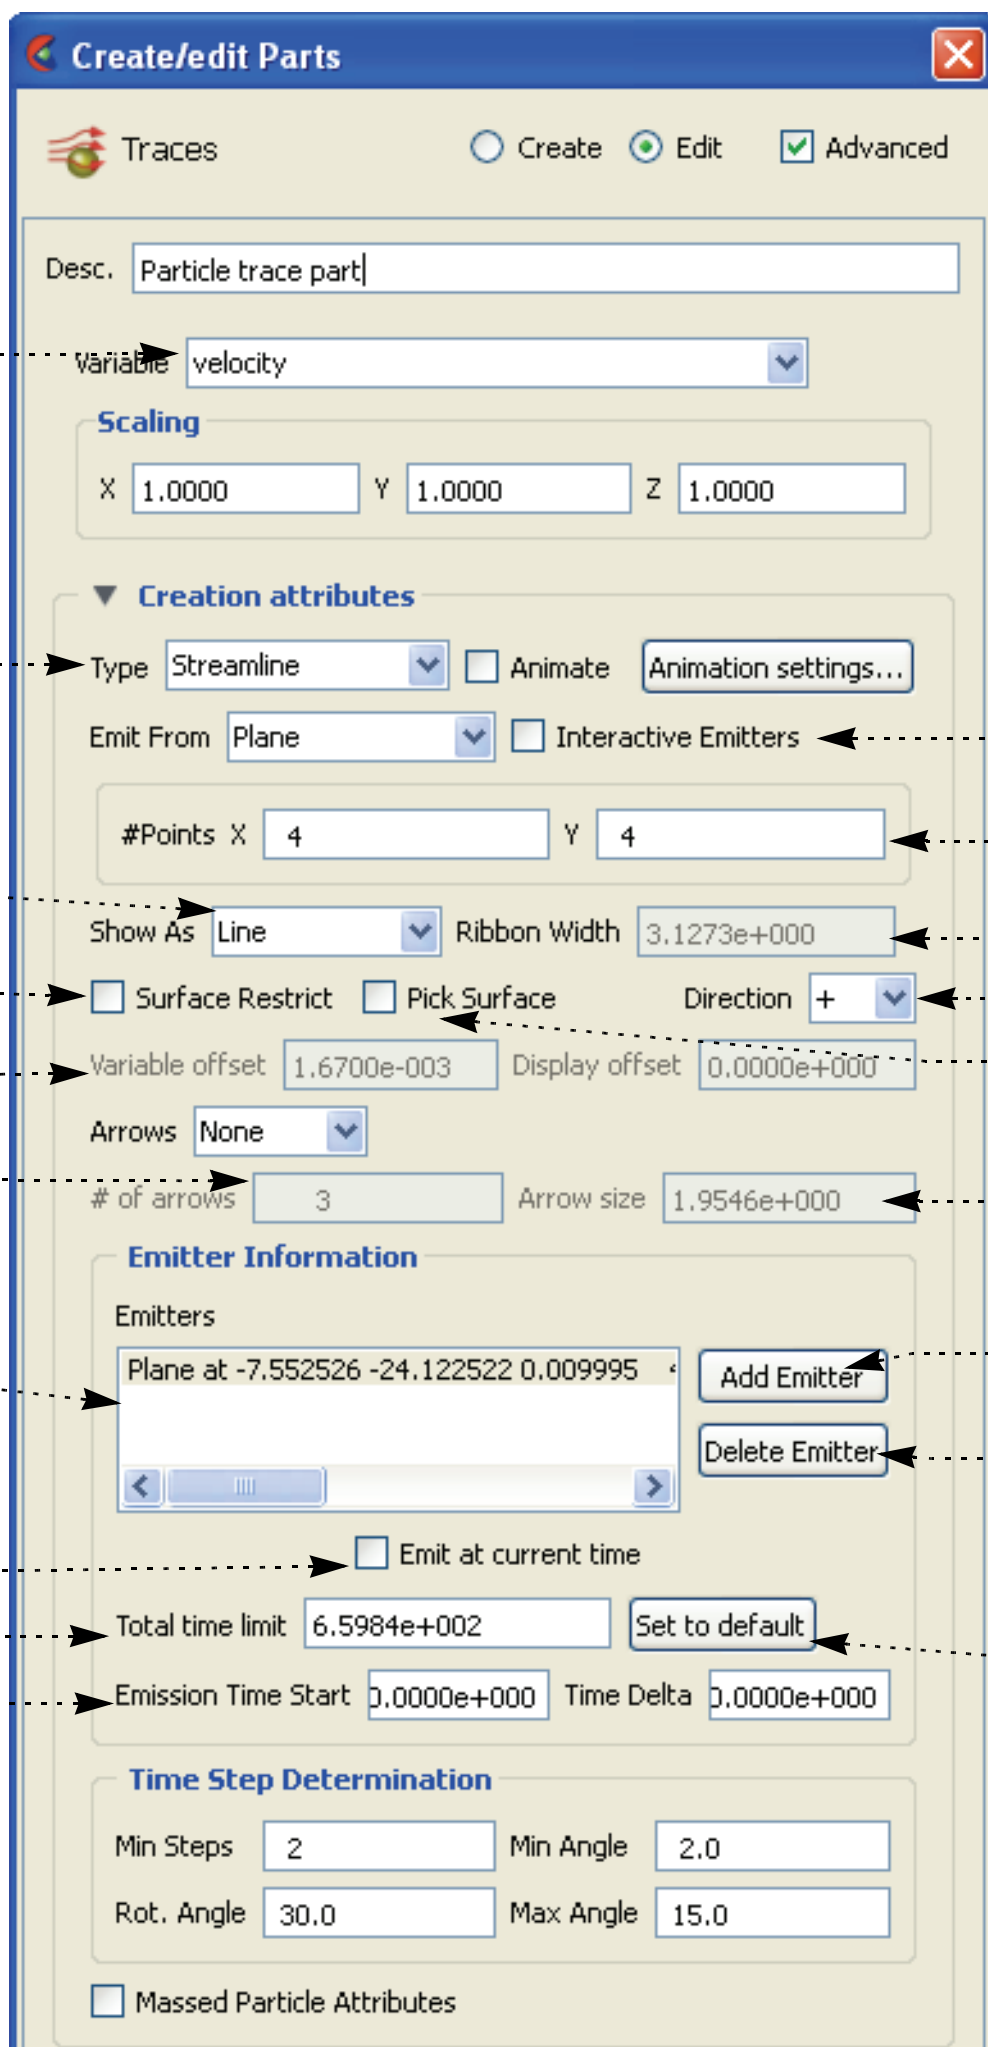 Create/edit Parts
Traces Create Edit Advanced
Desc. Particle trace part
Variable velocity
Scaling
X 1.0000 Y 1.0000 Z 1.0000
Creation attributes
Type Streamline Animate Animation settings...
Emit From Plane Interactive Emitters
#Points X 4 Y 4
Show As Line Ribbon Width 3.1273e+000
Surface Restrict Pick Surface Direction +
Variable offset 1.6700e-003 Display offset 0.0000e+000
Arrows None
# of arrows 3 Arrow size 1.9546e+000
Emitter Information
Emitters
Plane at -7.552526 -24.122522 0.009995
Add Emitter
Delete Emitter
Emit at current time
Total time limit 6.5984e+002 Set to default
Emission Time Start 0.0000e+000 Time Delta 0.0000e+000
Time Step Determination
Min Steps 2 Min Angle 2.0
Rot. Angle 30.0 Max Angle 15.0
Massed Particle Attributes